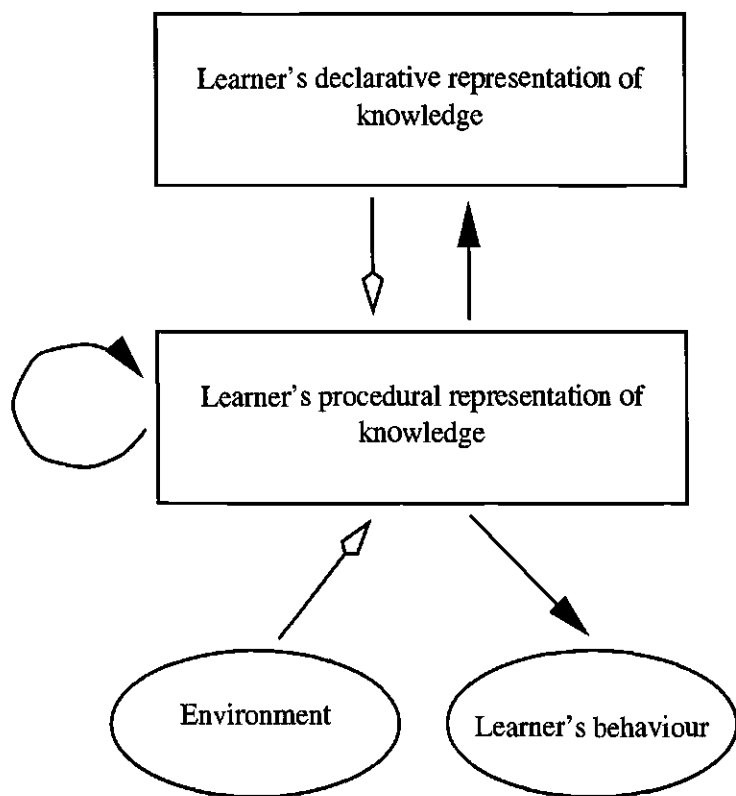 Learner's declarative representation of
knowledge
Learner's procedural representation of
knowledge
Environment
Learner's behaviour